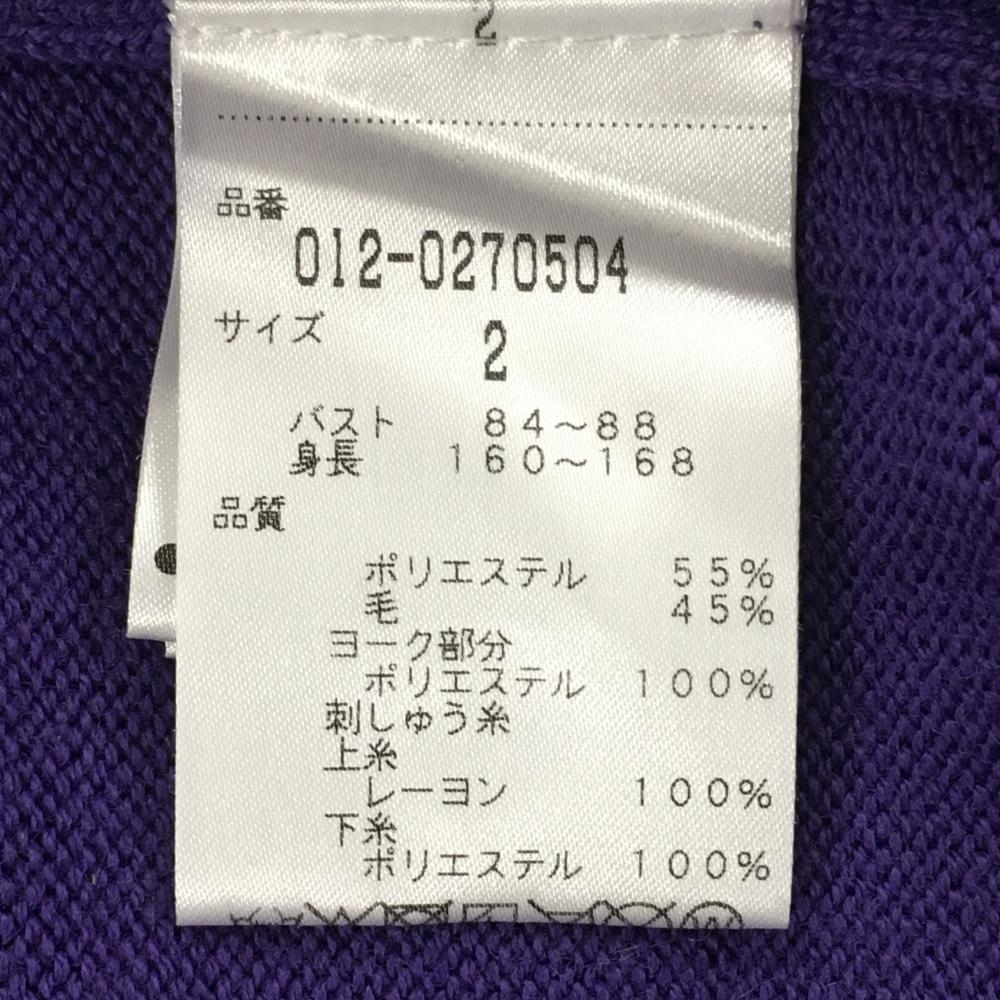 2
品番
012-0270504
サイズ
2
バスト 84～88
身長 160～168
品質
ポリエステル 55%
毛 45%
ヨーク部分
ポリエステル 100%
刺しゅう糸
上糸
レーヨン 100%
下糸
ポリエステル 100%
W